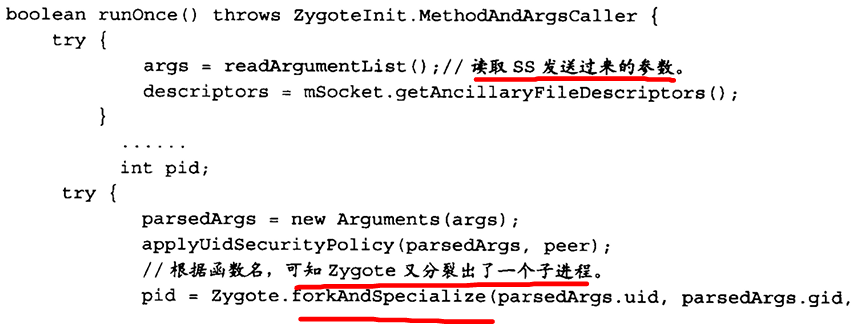 boolean runOnce() throws ZygoteInit.MethodAndArgsCaller {
try {
args = readArgumentList();// 读取 SS 发送过来的参数。
descriptors = mSocket.getAncillaryFileDescriptors();
}
......
int pid;
try {
parsedArgs = new Arguments(args);
applyUidSecurityPolicy(parsedArgs, peer);
// 根据函数名，可知 Zygote 又分裂出了一个子进程。
pid = Zygote.forkAndSpecialize(parsedArgs.uid, parsedArgs.gid,